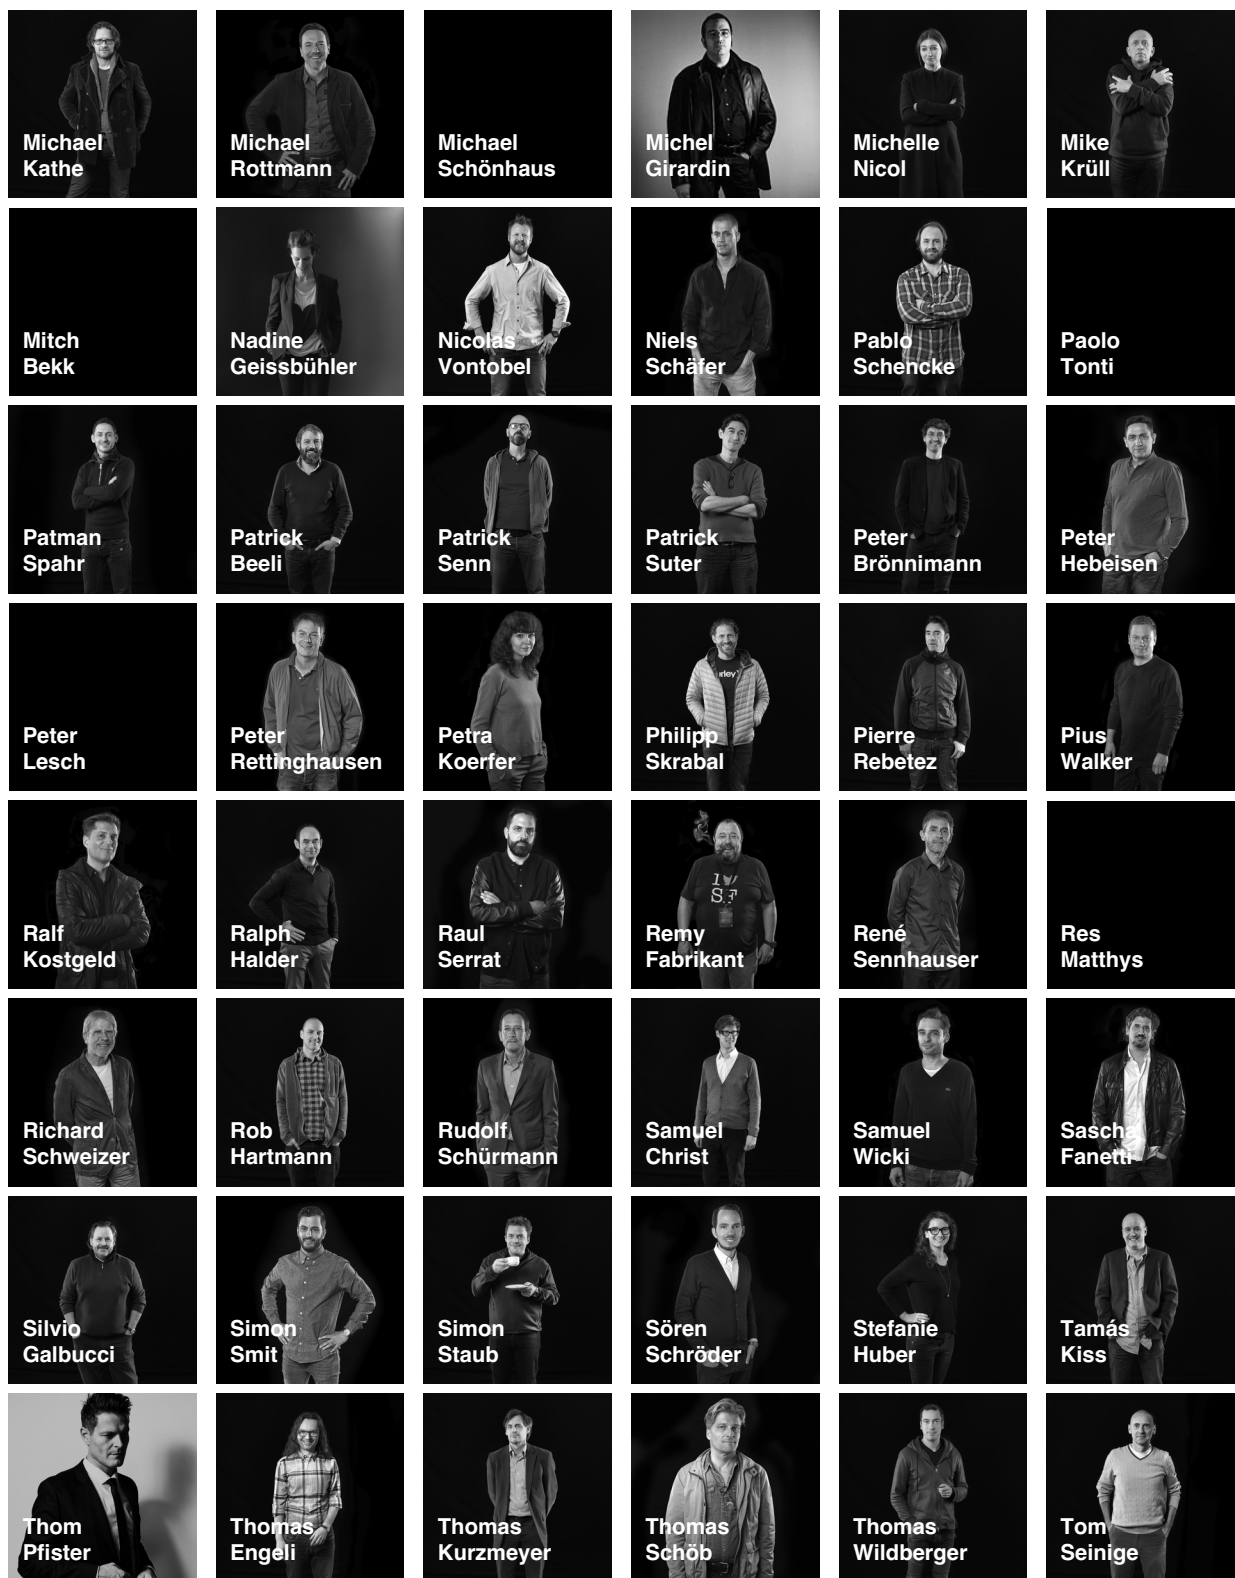 Michael
Kathe
Michael
Rottmann
Michael
Schönhaus
Michel
Girardin
Michelle
Nicol
Mike
Krüll
Mitch
Bekk
Nadine
Geissbühler
Nicolas
Vontobel
Niels
Schäfer
Pablo
Schencke
Paolo
Tonti
Patman
Spahr
Patrick
Beeli
Patrick
Senn
Patrick
Suter
Peter
Brönnimann
Peter
Hebeisen
Peter
Lesch
Peter
Rettinghausen
Petra
Koerfer
Philipp
Skrabal
urley
Pierre
Rebetez
Pius
Walker
Ralf
Kostgeld
Ralph
Halder
Raul
Serrat
I
SF
Remy
Fabrikant
René
Sennhauser
Res
Matthys
Richard
Schweizer
Rob
Hartmann
Rudolf
Schürmann
Samuel
Christ
Samuel
Wicki
Sascha
Fanetti
Silvio
Galbucci
Simon
Smit
Simon
Staub
Sören
Schröder
Stefanie
Huber
Tamás
Kiss
Thom
Pfister
Thomas
Engeli
Thomas
Kurzmeyer
Thomas
Schöb
Thomas
Wildberger
Tom
Seinige